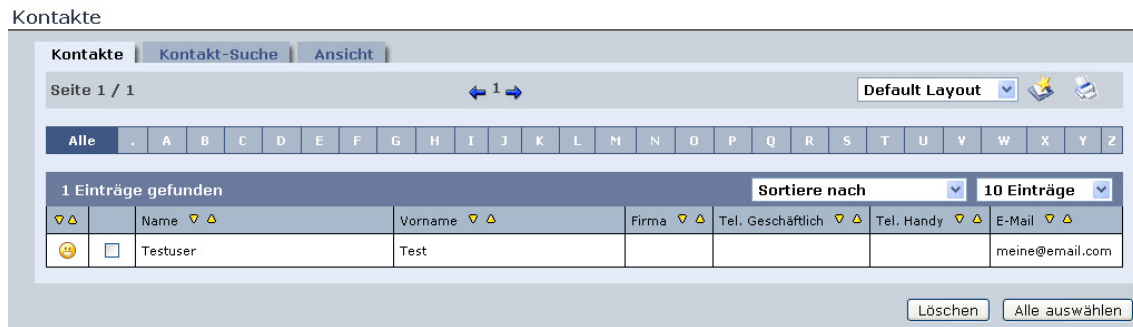 Kontakte
Kontakte Kontakt-Suche Ansicht
Seite 1 / 1 1 Default Layout
Alle . A B C D E F G H I J K L M N O P Q R S T U V W X Y Z
1 Einträge gefunden Sortiere nach 10 Einträge
Name Vorname Firma Tel. Geschäftlich Tel. Handy E-Mail
Testuser Test meine@email.com
Löschen Alle auswählen